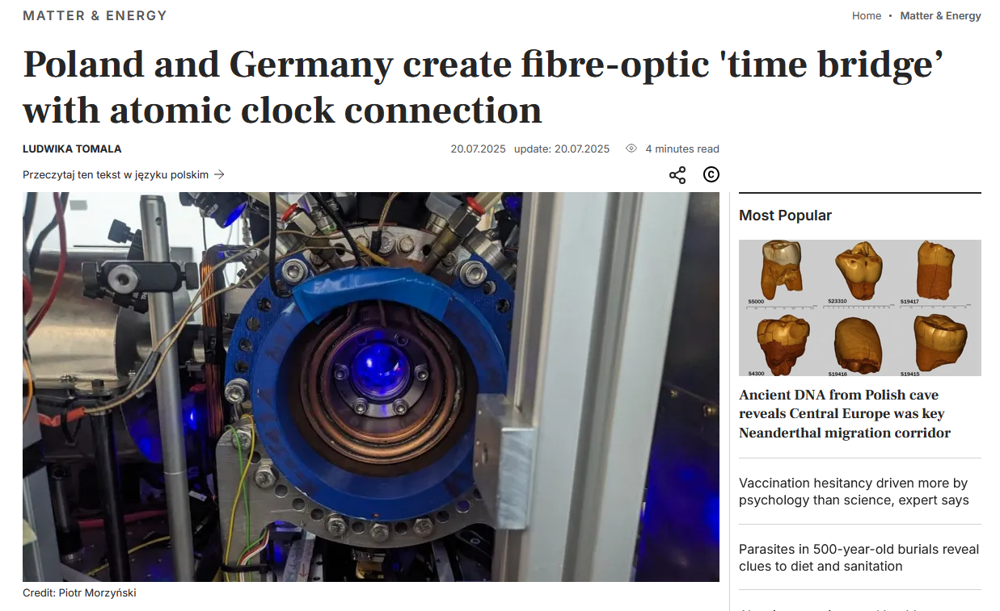 MATTER & ENERGY
Home • Matter & Energy
Poland and Germany create fibre-optic 'time bridge’
with atomic clock connection
LUDWIKA TOMALA
20.07.2025 update: 20.07.2025 4 minutes read
Przeczytaj ten tekst w języku polskim →
Most Popular
S5000
S23310
S19417
S4300
S19416
S19415
Ancient DNA from Polish cave
reveals Central Europe was key
Neanderthal migration corridor
Vaccination hesitancy driven more by
psychology than science, expert says
Parasites in 500-year-old burials reveal
clues to diet and sanitation
Credit: Piotr Morzyński